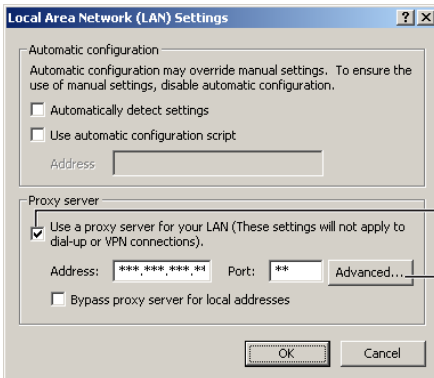 Local Area Network (LAN) Settings
Automatic configuration
Automatic configuration may override manual settings. To ensure the
use of manual settings, disable automatic configuration.
Automatically detect settings
Use automatic configuration script
Address
Proxy server
Use a proxy server for your LAN (These settings will not apply to
dial-up or VPN connections).
Address: ***.***.***.** Port: ** Advanced...
Bypass proxy server for local addresses
OK Cancel